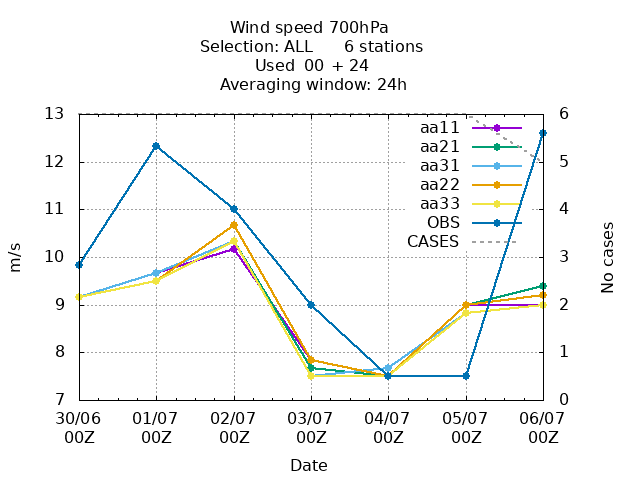 Wind speed 700hPa
Selection: ALL 6 stations
Used 00 + 24
Averaging window: 24h
13 6
aa11
aa21
12 5
aa31
aa22
11 4
aa33
OBS
CASES
10 3
m/s
No cases
9 2
8 1
7 0
30/06 01/07 02/07 03/07 04/07 05/07 06/07
00Z 00Z 00Z 00Z 00Z 00Z 00Z
Date